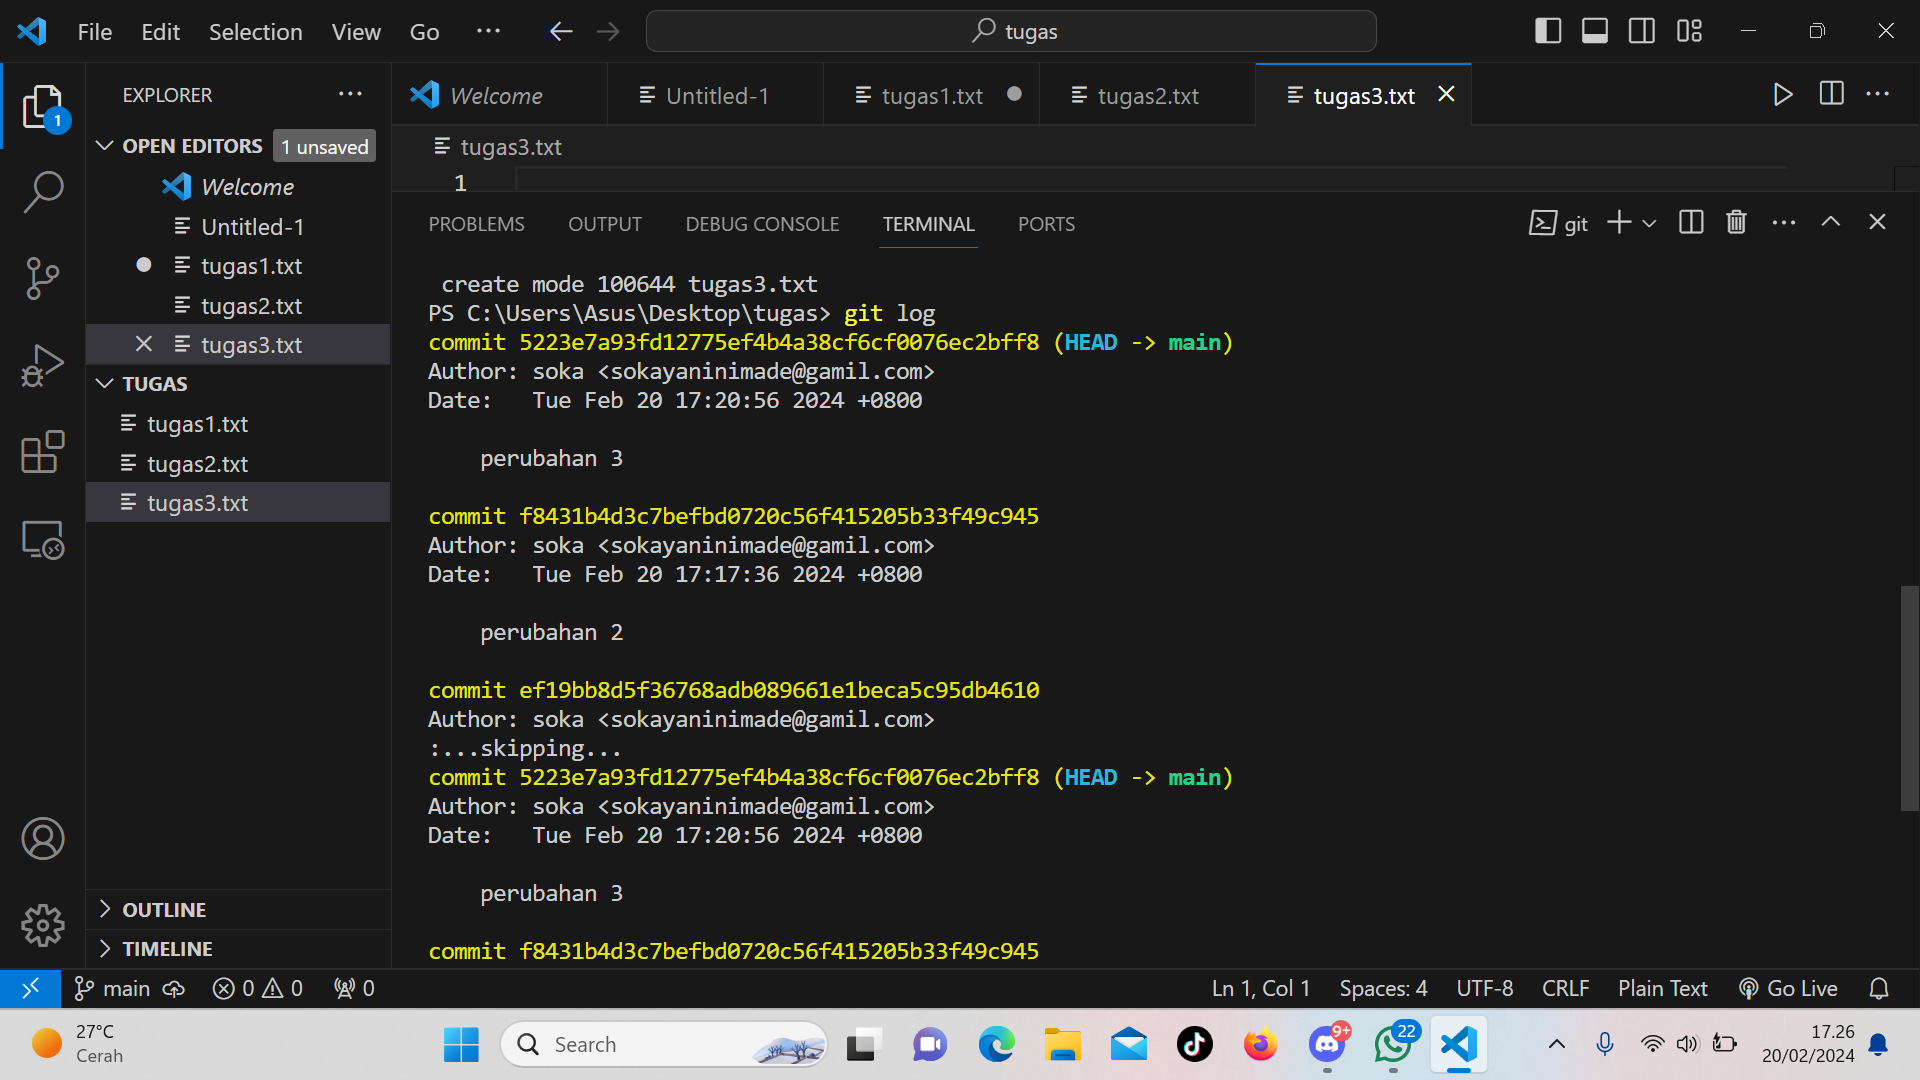 File Edit Selection View Go ···
tugas
EXPLORER
OPEN EDITORS 1 unsaved
Welcome
Untitled-1
tugas1.txt
tugas2.txt
tugas3.txt
TUGAS
tugas1.txt
tugas2.txt
tugas3.txt
OUTLINE
TIMELINE
1
Welcome Untitled-1 tugas1.txt tugas2.txt tugas3.txt
tugas3.txt
1
PROBLEMS OUTPUT DEBUG CONSOLE TERMINAL PORTS
git
create mode 100644 tugas3.txt
PS C:\Users\Asus\Desktop\tugas> git log
commit 5223e7a93fd12775ef4b4a38cf6cf0076ec2bff8 (HEAD -> main)
Author: soka <sokayaninimade@gamil.com>
Date:   Tue Feb 20 17:20:56 2024 +0800
perubahan 3
commit f8431b4d3c7befbd0720c56f415205b33f49c945
Author: soka <sokayaninimade@gamil.com>
Date:   Tue Feb 20 17:17:36 2024 +0800
perubahan 2
commit ef19bb8d5f36768adb089661e1beca5c95db4610
Author: soka <sokayaninimade@gamil.com>
:...skipping...
commit 5223e7a93fd12775ef4b4a38cf6cf0076ec2bff8 (HEAD -> main)
Author: soka <sokayaninimade@gamil.com>
Date:   Tue Feb 20 17:20:56 2024 +0800
perubahan 3
commit f8431b4d3c7befbd0720c56f415205b33f49c945
main 0 0 0
Ln 1, Col 1 Spaces: 4 UTF-8 CRLF Plain Text Go Live
27°C
Cerah
Search
9+
22
17.26
20/02/2024